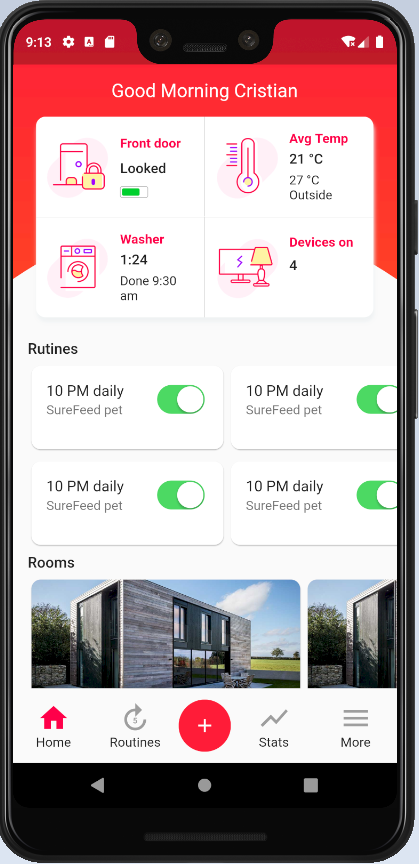 9:13
Good Morning Cristian
Front door
Looked
Avg Temp
21 °C
27 °C
Outside
Washer
1:24
Done 9:30
am
Devices on
4
Rutines
10 PM daily
SureFeed pet
10 PM daily
SureFeed pet
10 PM daily
SureFeed pet
10 PM daily
SureFeed pet
Rooms
5
Home
Routines
+
Stats
More